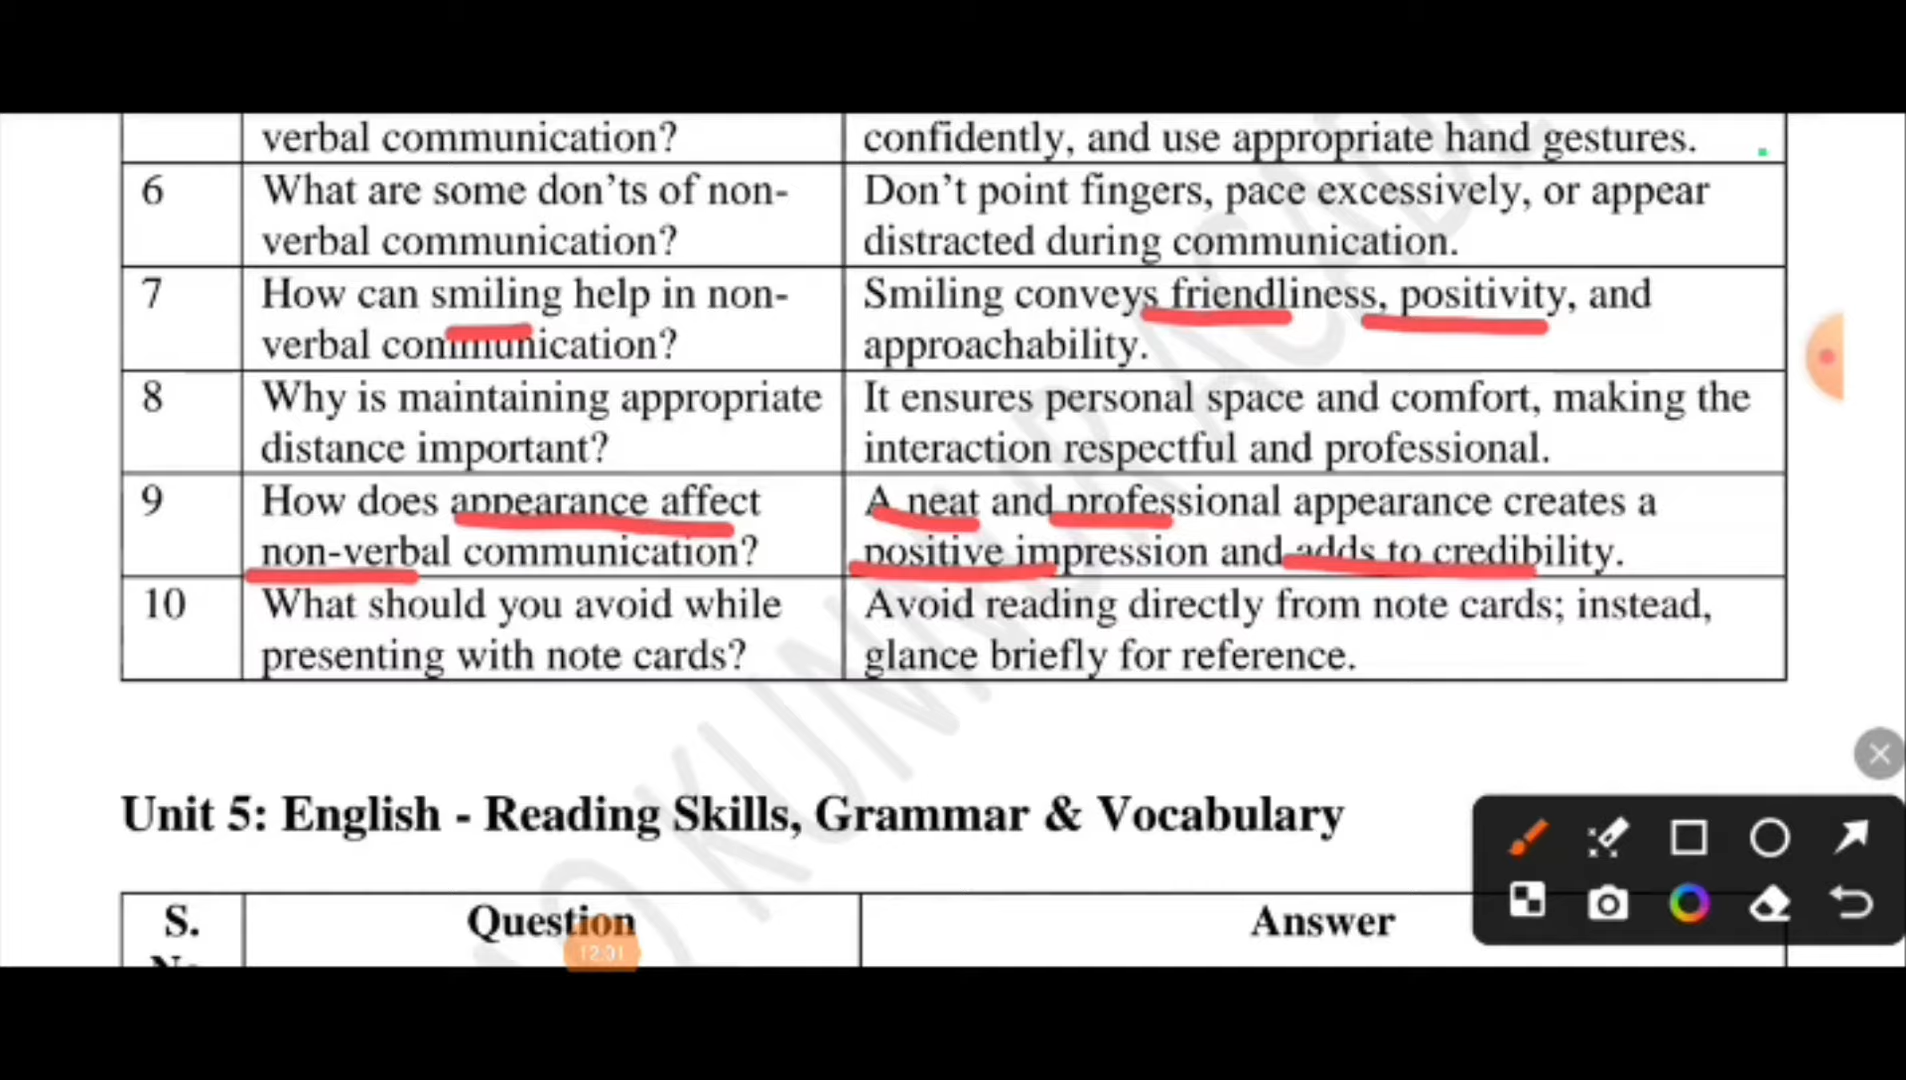 verbal communication?
confidently, and use appropriate hand gestures.
6
What are some don’ts of non-
verbal communication?
Don’t point fingers, pace excessively, or appear
distracted during communication.
7
How can smiling help in non-
verbal communication?
Smiling conveys friendliness, positivity, and
approachability.
8
Why is maintaining appropriate
distance important?
It ensures personal space and comfort, making the
interaction respectful and professional.
9
How does appearance affect
non-verbal communication?
A neat and professional appearance creates a
positive impression and adds to credibility.
10
What should you avoid while
presenting with note cards?
Avoid reading directly from note cards; instead,
glance briefly for reference.
Unit 5: English - Reading Skills, Grammar & Vocabulary
S.
Question
Answer
12:01